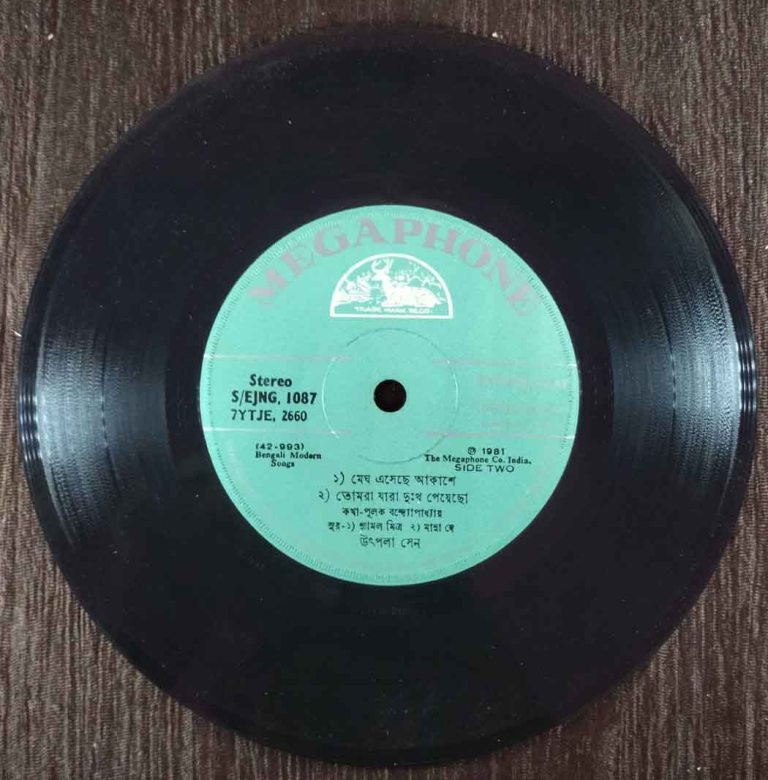 MEGAPHONE
TRADE MARK REGD.
Stereo
S/EJNG. 1087
7YTJE. 2660
(42-993)
Bengali Modern
Songs
℗ 1981
The Megaphone Co. India.
SIDE TWO
১) মেঘ এসেছে আকাশে
২) তোমরা যারা দুঃখ পেয়েছো
কথা-পুলক বন্দ্যোপাধ্যায়
সুর-১) শ্যামল মিত্র ২) মান্না দে
উৎপলা সেন